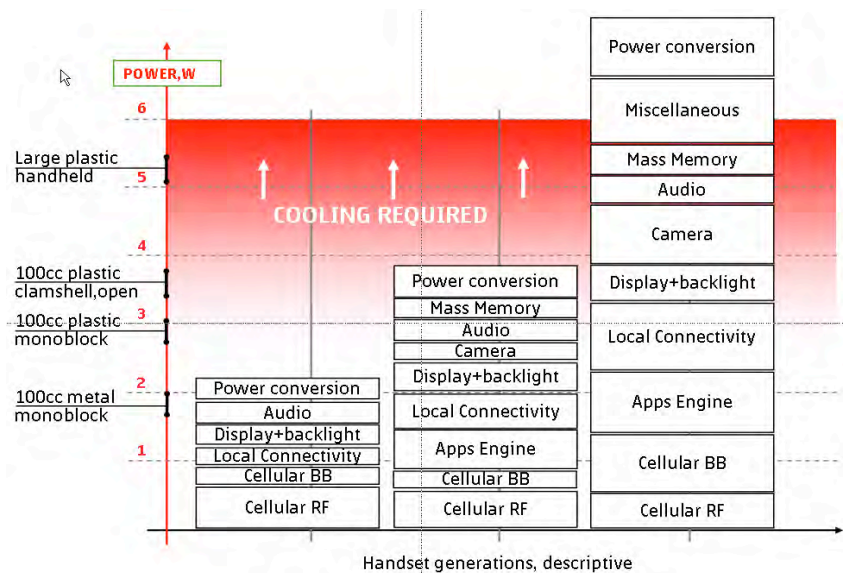 POWER,W
6
5
4
3
2
1
Large plastic
handheld
100cc plastic
clamshell,open
100cc plastic
monoblock
100cc metal
monoblock
COOLING REQUIRED
Power conversion
Audio
Display+backlight
Local Connectivity
Cellular BB
Cellular RF
Power conversion
Mass Memory
Audio
Camera
Display+backlight
Local Connectivity
Apps Engine
Cellular BB
Cellular RF
Power conversion
Miscellaneous
Mass Memory
Audio
Camera
Display+backlight
Local Connectivity
Apps Engine
Cellular BB
Cellular RF
Handset generations, descriptive